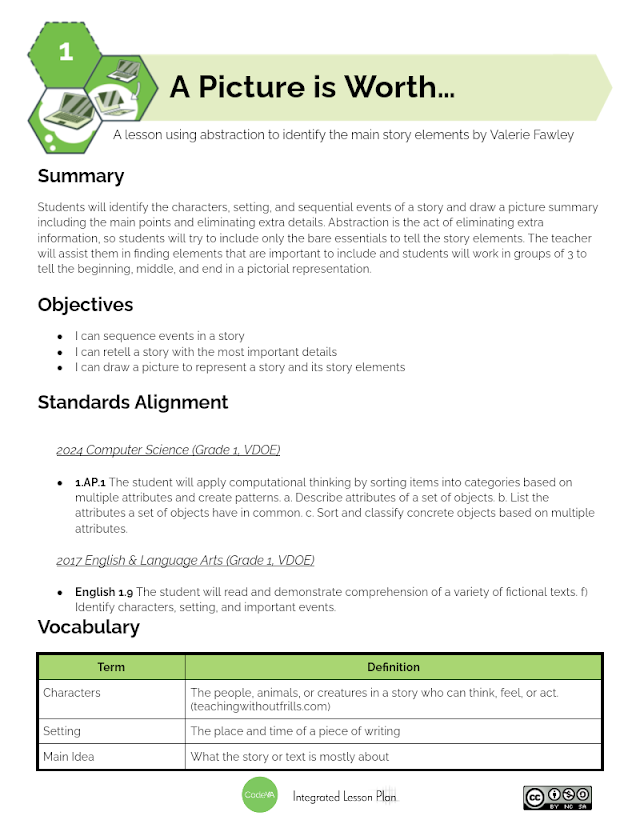 1
A Picture is Worth...
A lesson using abstraction to identify the main story elements by Valerie Fawley
Summary
Students will identify the characters, setting, and sequential events of a story and draw a picture summary
including the main points and eliminating extra details. Abstraction is the act of eliminating extra
information, so students will try to include only the bare essentials to tell the story elements. The teacher
will assist them in finding elements that are important to include and students will work in groups of 3 to
tell the beginning, middle, and end in a pictorial representation.
Objectives
● I can sequence events in a story
● I can retell a story with the most important details
● I can draw a picture to represent a story and its story elements
Standards Alignment
2024 Computer Science (Grade 1, VDOE)
● 1.AP.1 The student will apply computational thinking by sorting items into categories based on
multiple attributes and create patterns. a. Describe attributes of a set of objects. b. List the
attributes a set of objects have in common. c. Sort and classify concrete objects based on multiple
attributes.
2017 English & Language Arts (Grade 1, VDOE)
● English 1.9 The student will read and demonstrate comprehension of a variety of fictional texts. f)
Identify characters, setting, and important events.
Vocabulary
Term Definition
Characters The people, animals, or creatures in a story who can think, feel, or act.
(teachingwithoutfrills.com)
Setting The place and time of a piece of writing
Main Idea What the story or text is mostly about
CodeVA Integrated Lesson Plan
cc BY NC SA